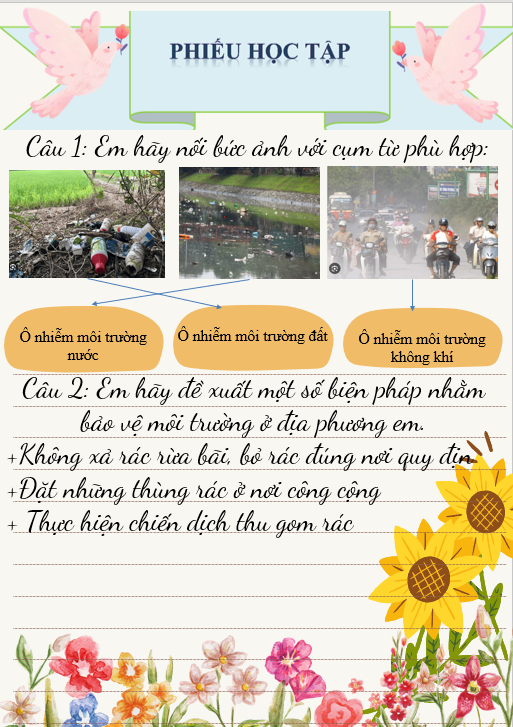 PHIẾU HỌC TẬP
Câu 1: Em hãy nối bức ảnh với cụm từ phù hợp:
Ô nhiễm môi trường
nước
Ô nhiễm môi trường đất
Ô nhiễm môi trường
không khí
Câu 2: Em hãy đề xuất một số biện pháp nhằm
bảo vệ môi trường ở địa phương em.
+Không xả rác rừa bãi, bỏ rác đúng nơi quy địn
+Đặt những thùng rác ở nơi công cộng
+ Thực hiện chiến dịch thu gom rác